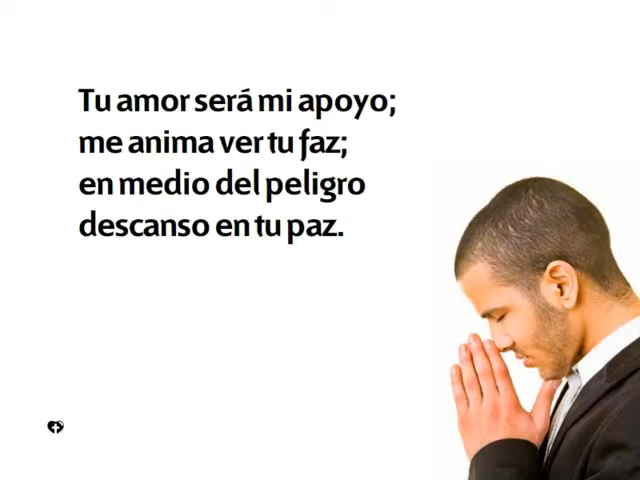 Tu amor será mi apoyo;
me anima ver tu faz;
en medio del peligro
descanso en tu paz.